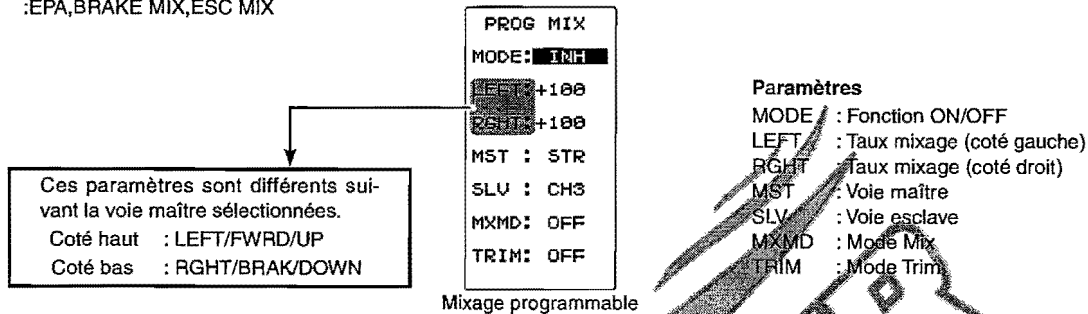 :EPA,BRAKE MIX,ESC MIX
PROG MIX
MODE: INH
LEFT:+100
RGHT:+100
MST : STR
SLV : CH3
MXMD: OFF
TRIM: OFF
Mixage programmable
Ces paramètres sont différents sui-
vant la voie maître sélectionnées.
Coté haut : LEFT/FWRD/UP
Coté bas : RGHT/BRAK/DOWN
Paramètres
MODE : Fonction ON/OFF
LEFT : Taux mixage (coté gauche)
RGHT : Taux mixage (coté droit)
MST : Voie maître
SLV : Voie esclave
MXMD : Mode Mix
TRIM : Mode Trim